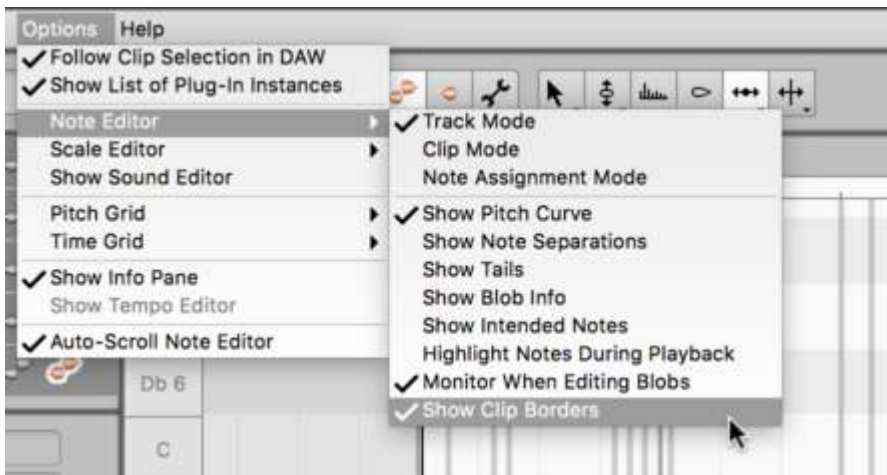 Options Help
Follow Clip Selection in DAW
Show List of Plug-In Instances
Note Editor
Track Mode
Scale Editor
Clip Mode
Show Sound Editor
Note Assignment Mode
Pitch Grid
Show Pitch Curve
Time Grid
Show Note Separations
Show Tails
Show Info Pane
Show Blob Info
Show Tempo Editor
Show Intended Notes
Auto-Scroll Note Editor
Highlight Notes During Playback
Monitor When Editing Blobs
Show Clip Borders
Db 6
C